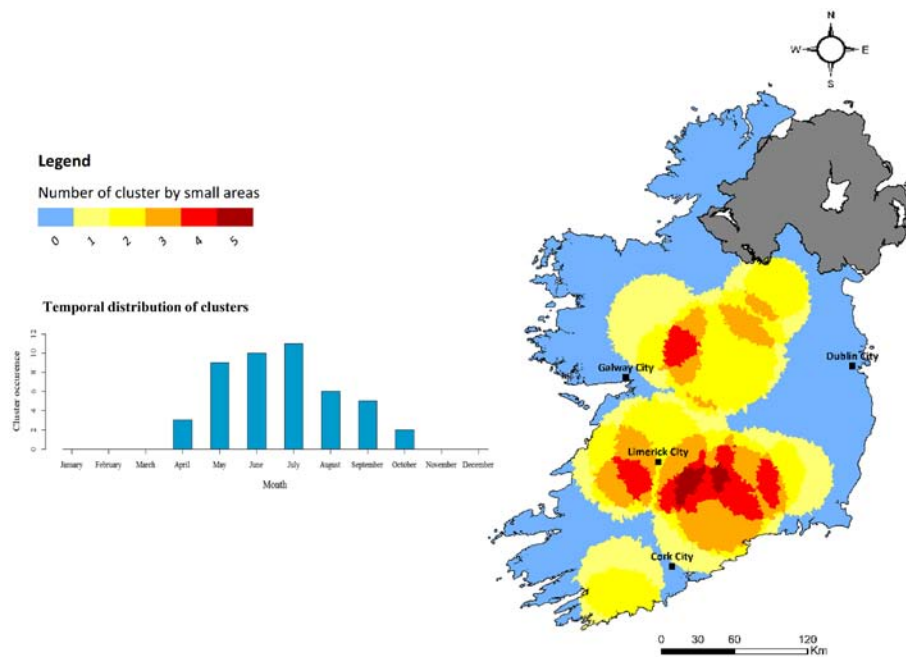 N
W E
S
Legend
Number of cluster by small areas
0 1 2 3 4 5
Temporal distribution of clusters
Cluster occurence
12
10
8
6
4
2
0
January February March April May June July August September October November December
Month
Dublin City
Galway City
Limerick City
Cork City
0 30 60 120
Km